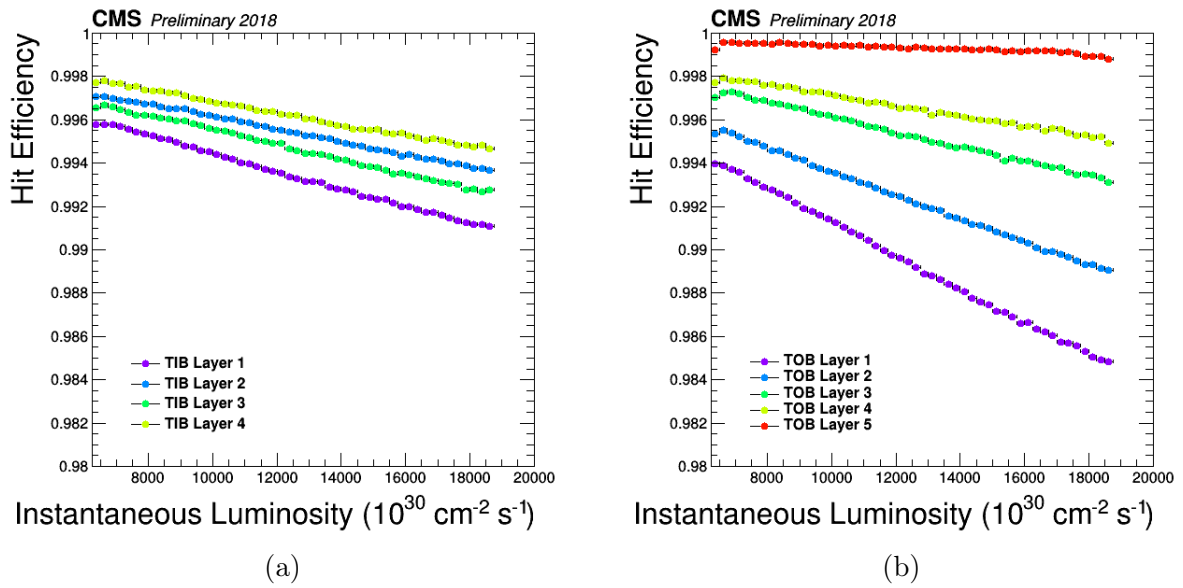 CMS Preliminary 2018
Hit Efficiency
1
0.998
0.996
0.994
0.992
0.99
0.988
0.986
0.984
0.982
0.98
TIB Layer 1
TIB Layer 2
TIB Layer 3
TIB Layer 4
8000 10000 12000 14000 16000 18000 20000
Instantaneous Luminosity (10^30 cm^-2 s^-1)
(a)
CMS Preliminary 2018
Hit Efficiency
1
0.998
0.996
0.994
0.992
0.99
0.988
0.986
0.984
0.982
0.98
TOB Layer 1
TOB Layer 2
TOB Layer 3
TOB Layer 4
TOB Layer 5
8000 10000 12000 14000 16000 18000 20000
Instantaneous Luminosity (10^30 cm^-2 s^-1)
(b)